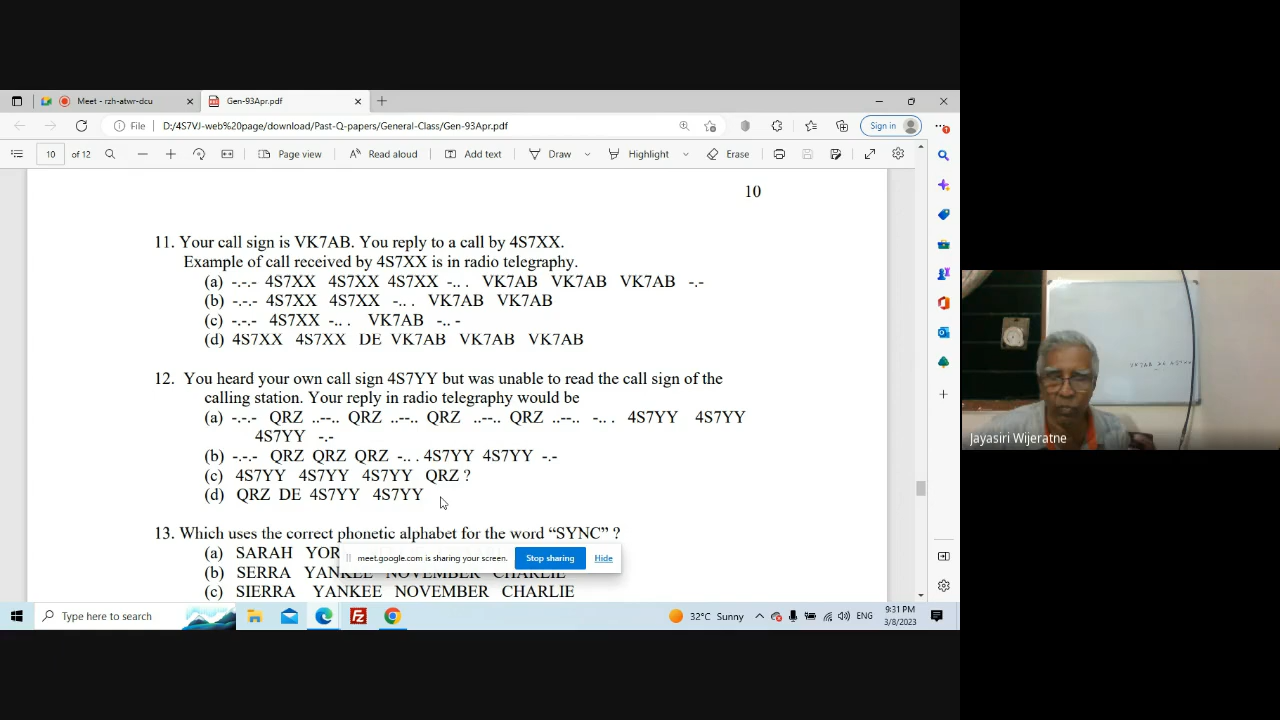 Meet - rzh-atwr-dcu
Gen-93Apr.pdf
File D:/4S7VJ-web%20page/download/Past-Q-papers/General-Class/Gen-93Apr.pdf
Sign in
10 of 12
Page view
Read aloud
Add text
Draw
Highlight
Erase
10
11. Your call sign is VK7AB. You reply to a call by 4S7XX.
Example of call received by 4S7XX is in radio telegraphy.
(a) -.-.- 4S7XX 4S7XX 4S7XX -.. . VK7AB VK7AB VK7AB -.-
(b) -.-.- 4S7XX 4S7XX -.. . VK7AB VK7AB
(c) -.-.- 4S7XX -.. . VK7AB -.. -
(d) 4S7XX 4S7XX DE VK7AB VK7AB VK7AB
12. You heard your own call sign 4S7YY but was unable to read the call sign of the
calling station. Your reply in radio telegraphy would be
(a) -.-.- QRZ ..--.. QRZ ..--.. QRZ ..--.. QRZ ..--.. -.. . 4S7YY 4S7YY
4S7YY -.-
(b) -.-.- QRZ QRZ QRZ -.. . 4S7YY 4S7YY -.-
(c) 4S7YY 4S7YY 4S7YY QRZ ?
(d) QRZ DE 4S7YY 4S7YY
13. Which uses the correct phonetic alphabet for the word “SYNC” ?
(a) SARAH YOR
meet.google.com is sharing your screen.
Stop sharing
Hide
(b) SERRA YANKEE NOVEMBER CHARLIE
(c) SIERRA YANKEE NOVEMBER CHARLIE
Jayasiri Wijeratne
Type here to search
32°C Sunny
ENG
9:31 PM
3/8/2023